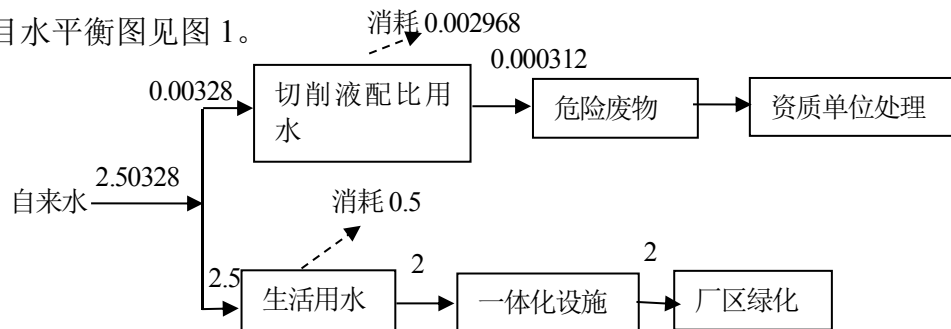 目水平衡图见图 1。
消耗 0.002968
0.00328
切削液配比用
水
0.000312
危险废物
资质单位处理
自来水
2.50328
消耗 0.5
2.5
生活用水
2
一体化设施
2
厂区绿化